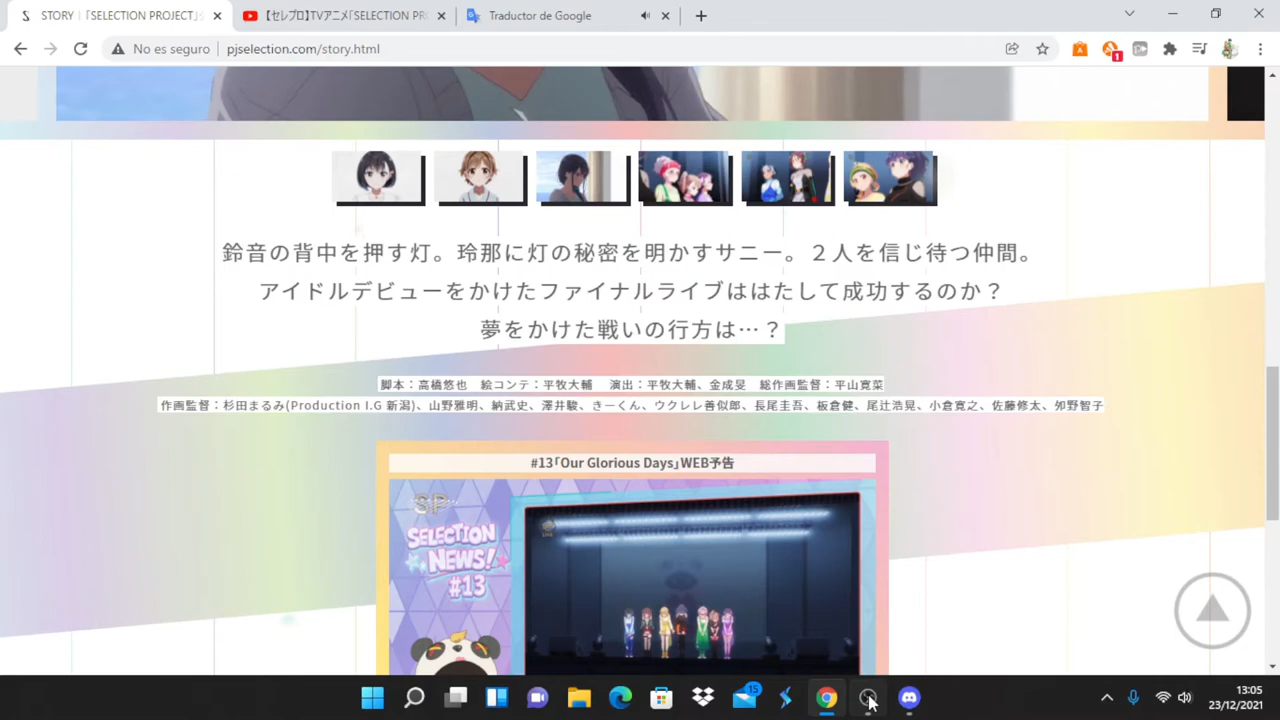 STORY | 「SELECTION PROJECT」公
【セレプロ】TVアニメ「SELECTION PR
Traductor de Google
No es seguro
pjselection.com/story.html
1
鈴音の背中を押す灯。玲那に灯の秘密を明かすサニー。２人を信じ待つ仲間。
アイドルデビューをかけたファイナルライブははたして成功するのか？
夢をかけた戦いの行方は…？
脚本：高橋悠也　絵コンテ：平牧大輔　演出：平牧大輔、金成旻　総作画監督：平山寛菜
作画監督：杉田まるみ(Production I.G 新潟)、山野雅明、納武史、澤井駿、きーくん、ウクレレ善似郎、長尾圭吾、板倉健、尾辻浩晃、小倉寛之、佐藤修太、匁野智子
#13「Our Glorious Days」WEB予告
SP
SELECTION
NEWS!
#13
15
13:05
23/12/2021